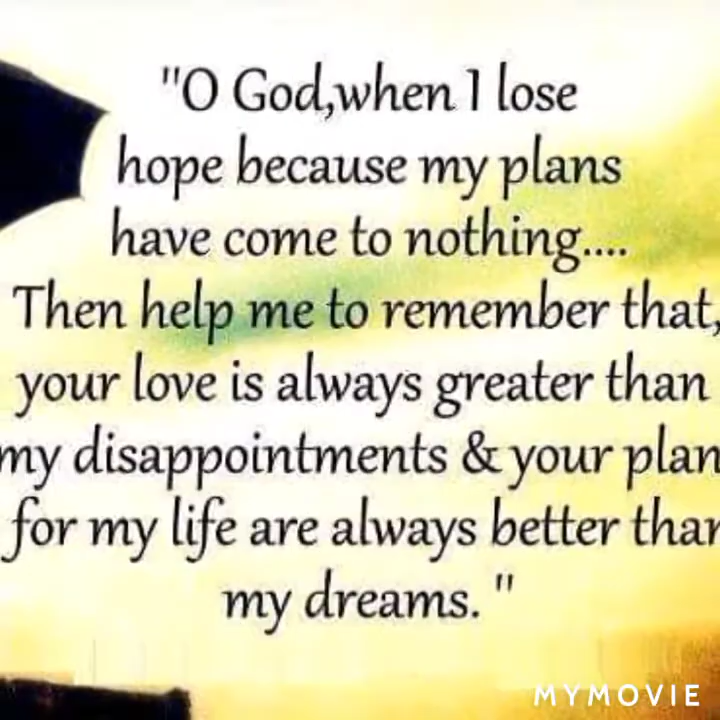 "O God,when I lose
hope because my plans
have come to nothing....
Then help me to remember that,
your love is always greater than
my disappointments & your plan
for my life are always better than
my dreams. "
MYMOVIE